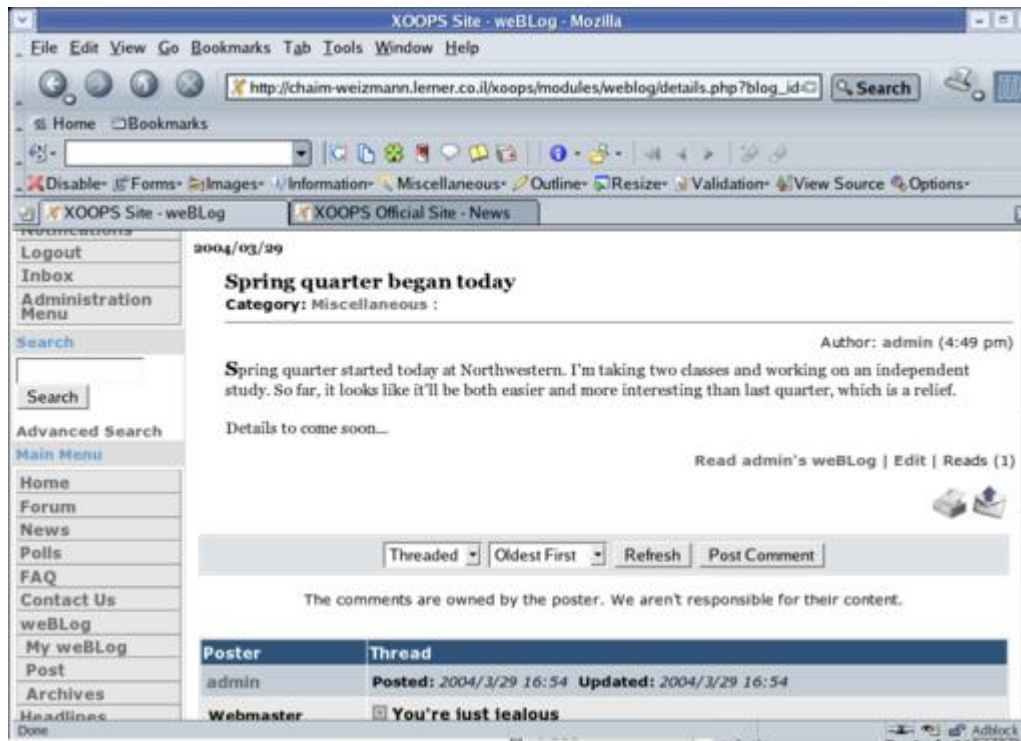 XOOPS Site - weBLog - Mozilla
File Edit View Go Bookmarks Tab Tools Window Help
http://chaim-weizmann.lerner.co.il/xoops/modules/weblog/details.php?blog_id Search
Home Bookmarks
Disable Forms Images Information Miscellaneous Outline Resize Validation View Source Options
XOOPS Site - weBLog XOOPS Official Site - News
Notifications
Logout
Inbox
Administration
Menu
Search
Search
Advanced Search
Main Menu
Home
Forum
News
Polls
FAQ
Contact Us
weBLog
My weBLog
Post
Archives
Headlines
2004/03/29
Spring quarter began today
Category: Miscellaneous :
Author: admin (4:49 pm)
Spring quarter started today at Northwestern. I'm taking two classes and working on an independent
study. So far, it looks like it'll be both easier and more interesting than last quarter, which is a relief.
Details to come soon...
Read admin's weBLog | Edit | Reads (1)
Threaded Oldest First Refresh Post Comment
The comments are owned by the poster. We aren't responsible for their content.
Poster Thread
admin Posted: 2004/3/29 16:54 Updated: 2004/3/29 16:54
Webmaster You're just jealous
Done Adblock